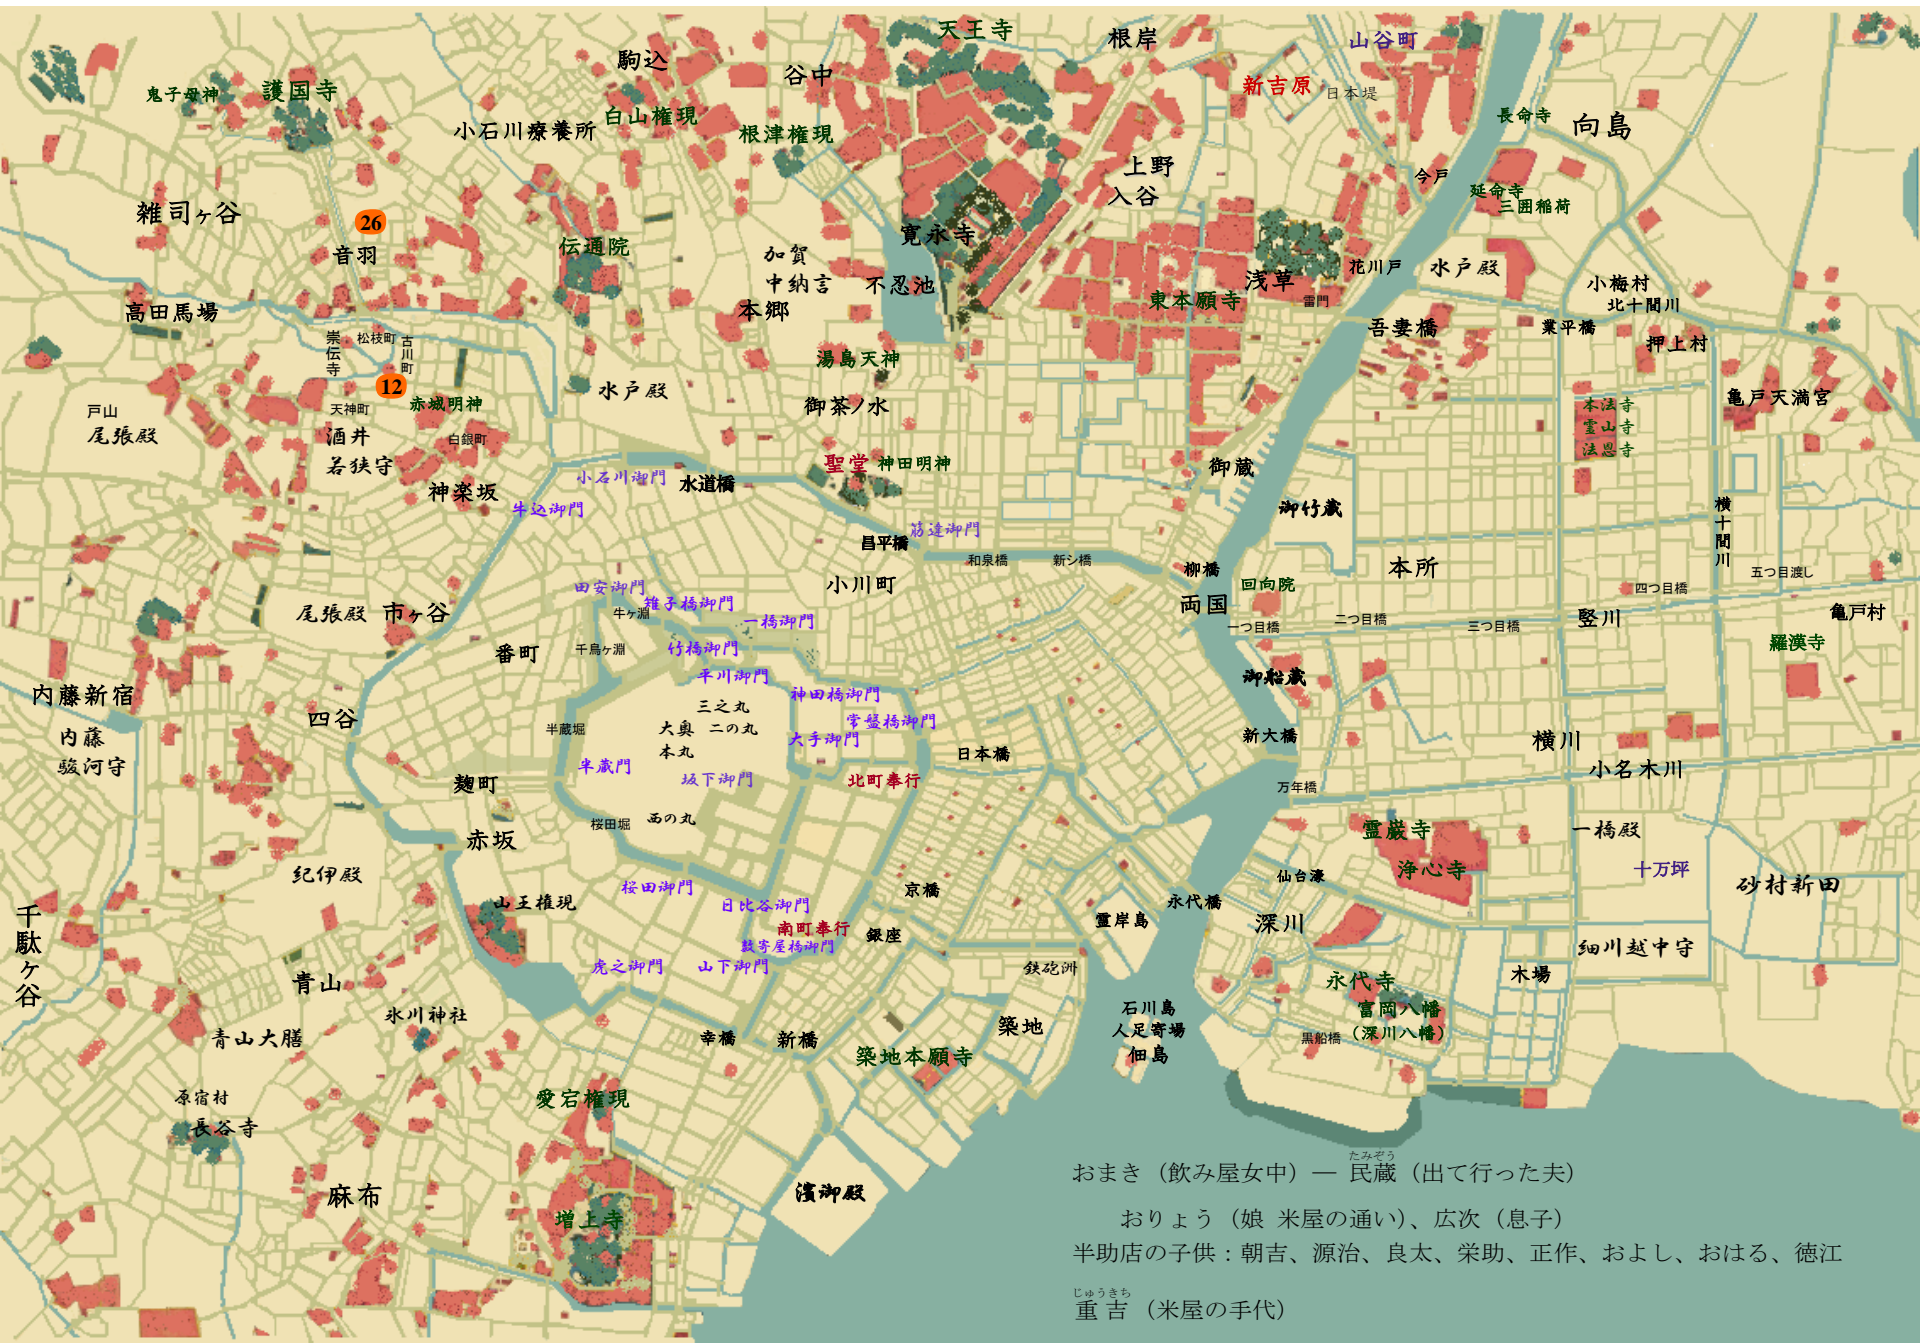 天王寺
根岸
山谷町
駒込
谷中
新吉原
日本堤
鬼子母神
護国寺
白山権現
小石川療養所
根津権現
長命寺
向島
上野
入谷
今戸
延命寺
三囲稲荷
雑司ヶ谷
26
音羽
伝通院
加賀
中納言
本郷
寛永寺
不忍池
浅草
花川戸
水戸殿
東本願寺
雷門
小梅村
北十間川
高田馬場
吾妻橋
業平橋
押上村
崇伝寺
松枝町
古川町
12
湯島天神
水戸殿
御茶ノ水
亀戸天満宮
本法寺
霊山寺
法恩寺
戸山
尾張殿
天神町
赤城明神
酒井
若狭守
白銀町
神楽坂
小石川御門
水道橋
聖堂
神田明神
御蔵
牛込御門
御竹蔵
横十間川
筋違御門
昌平橋
和泉橋
新シ橋
柳橋
本所
小川町
田安御門
回向院
五つ目渡し
四つ目橋
尾張殿
市ヶ谷
牛ヶ淵
雉子橋御門
一橋御門
両国
一つ目橋
二つ目橋
三つ目橋
竪川
亀戸村
番町
千鳥ヶ淵
竹橋御門
羅漢寺
平川御門
御船蔵
内藤新宿
神田橋御門
四谷
三之丸
大奥
二の丸
本丸
常盤橋御門
大手御門
半蔵堀
新大橋
横川
内藤
駿河守
日本橋
半蔵門
坂下御門
北町奉行
小名木川
麹町
万年橋
桜田堀
西の丸
赤坂
霊巌寺
一橋殿
浄心寺
十万坪
砂村新田
紀伊殿
桜田御門
京橋
仙台濠
山王権現
日比谷御門
永代橋
霊岸島
深川
千駄ヶ谷
南町奉行
銀座
数寄屋橋御門
虎之御門
山下御門
鉄砲洲
細川越中守
木場
青山
永代寺
富岡八幡
（深川八幡）
氷川神社
石川島
人足寄場
佃島
築地
青山大膳
幸橋
新橋
黒船橋
築地本願寺
原宿村
長谷寺
愛宕権現
麻布
濱御殿
増上寺
たみぞう
おまき（飲み屋女中）― 民蔵（出て行った夫）
おりょう（娘 米屋の通い）、広次（息子）
半助店の子供：朝吉、源治、良太、栄助、正作、およし、おはる、徳江
じゅうきち
重吉（米屋の手代）